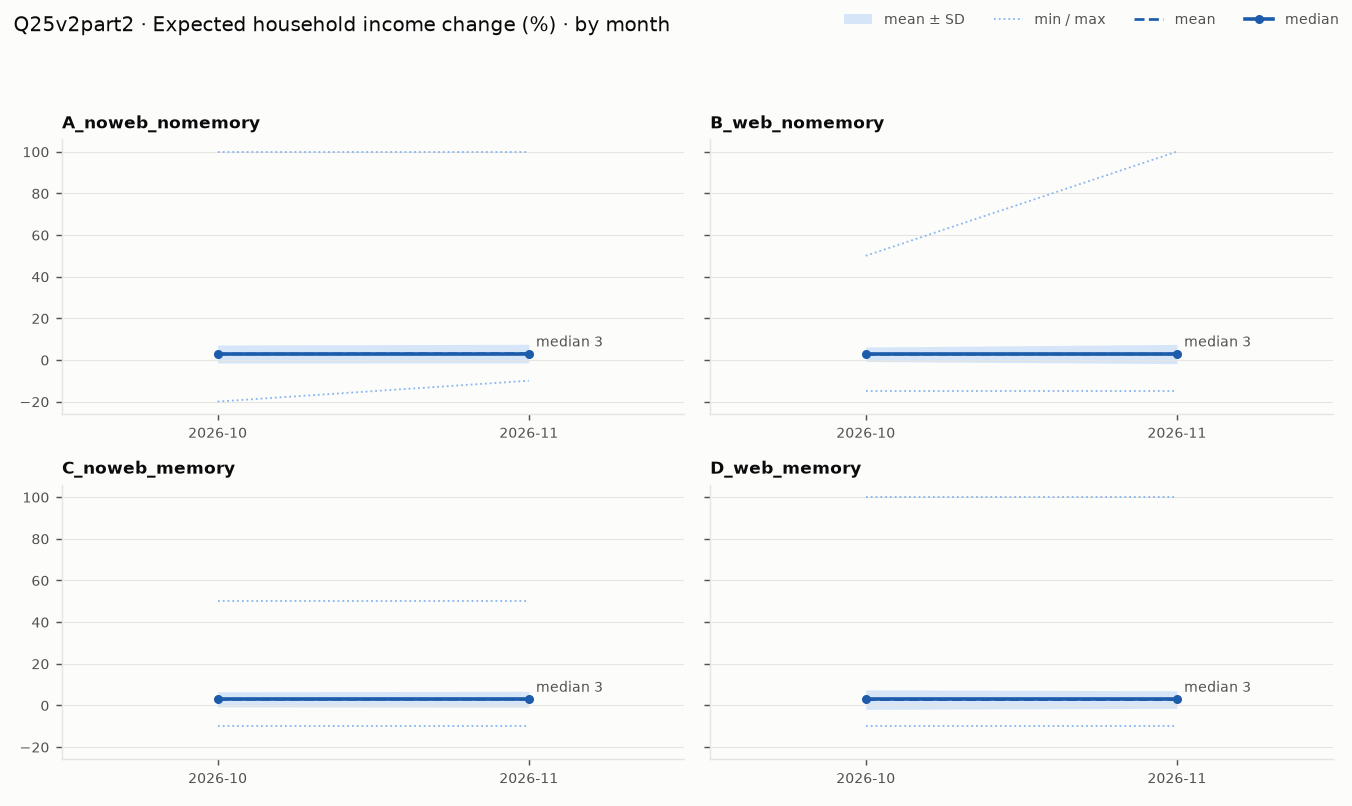 Q25v2part2 · Expected household income change (%) · by month
mean ± SD
min / max
mean
median
A_noweb_nomemory
B_web_nomemory
100
80
60
40
20
0
−20
median 3
median 3
2026-10
2026-11
2026-10
2026-11
C_noweb_memory
D_web_memory
100
80
60
40
20
0
−20
median 3
median 3
2026-10
2026-11
2026-10
2026-11